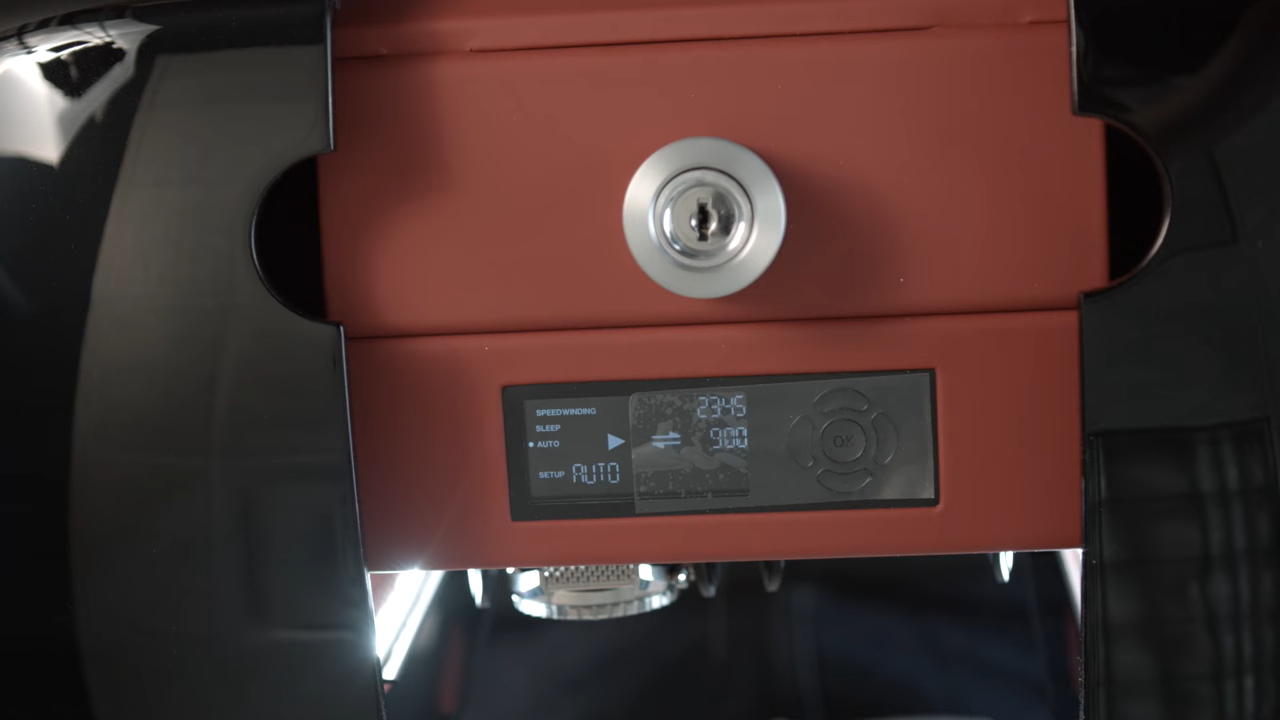 SPEEDWINDING
SLEEP
AUTO
SETUP AUTO
2345
900
OK